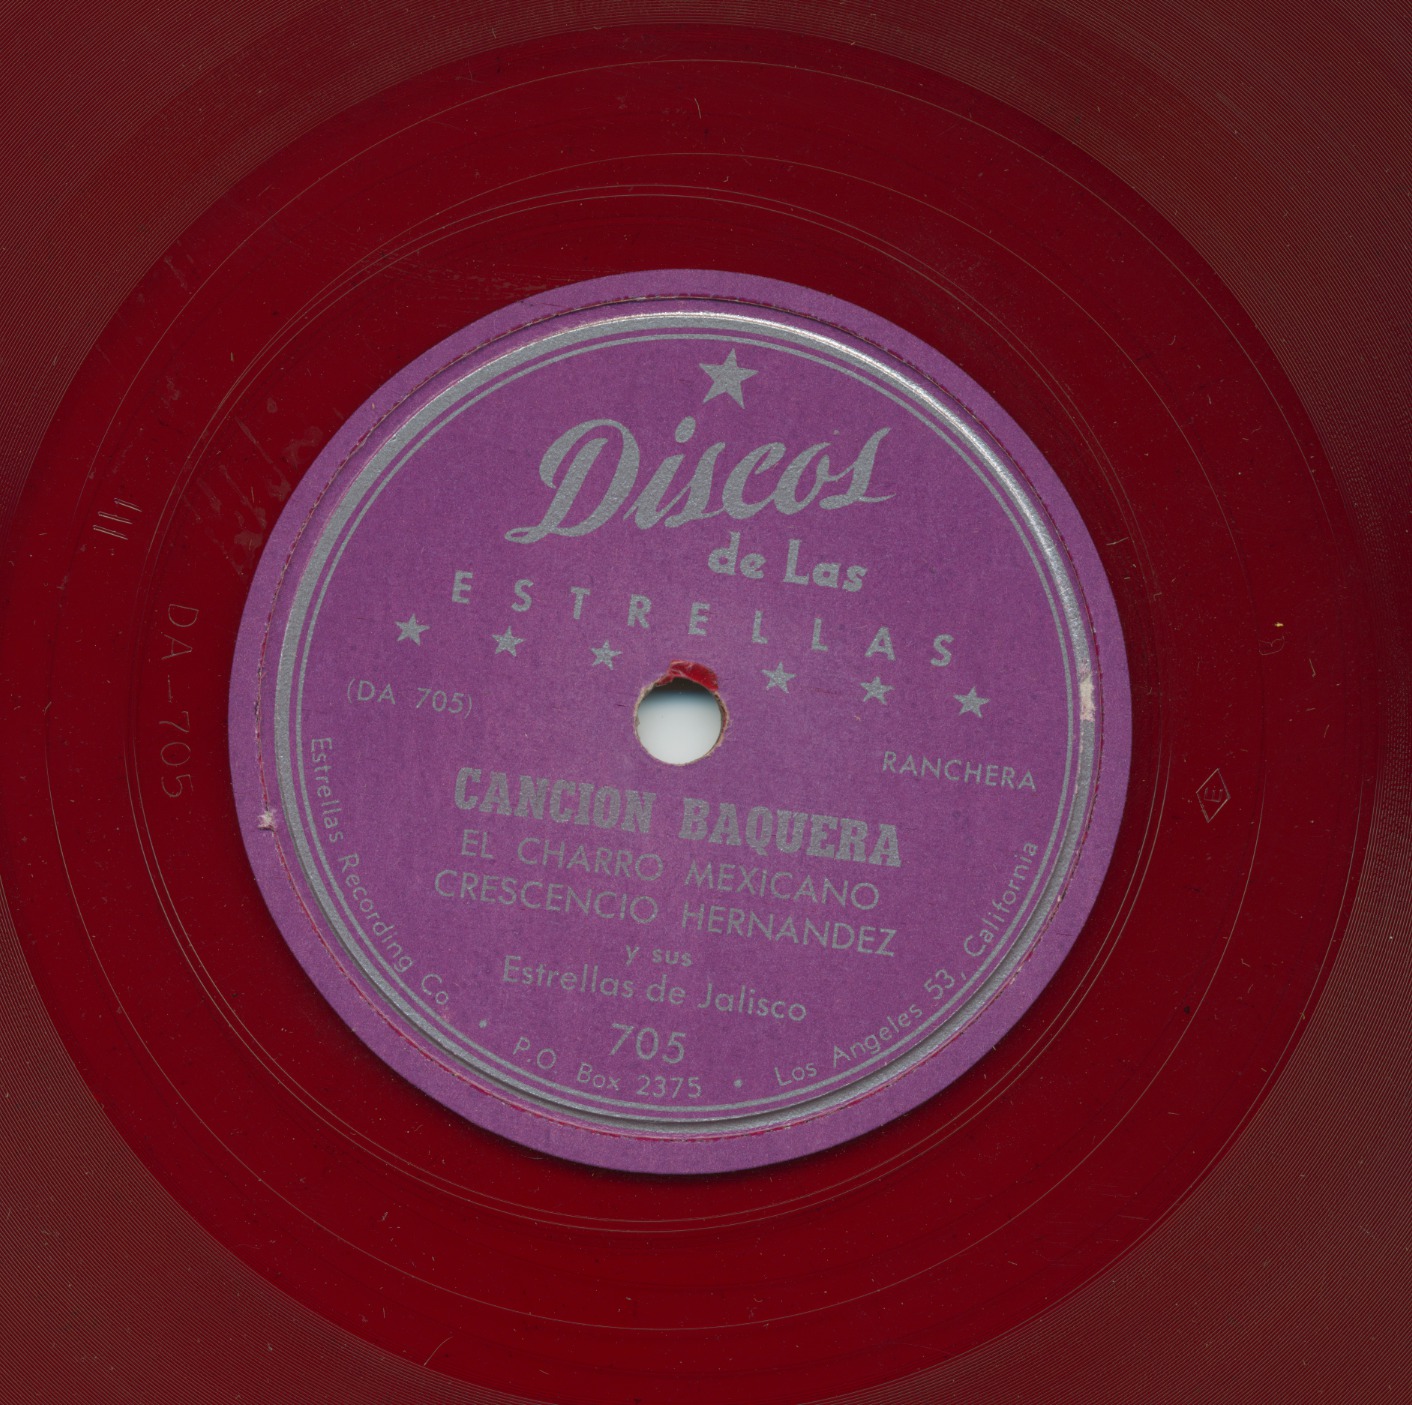 Discos
de Las
ESTRELLAS
(DA 705)
RANCHERA
CANCION BAQUERA
EL CHARRO MEXICANO
CRESCENCIO HERNANDEZ
y sus
Estrellas de Jalisco
705
Estrellas Recording Co. • P.O. Box 2375 • Los Angeles 53, California
DA-705
E